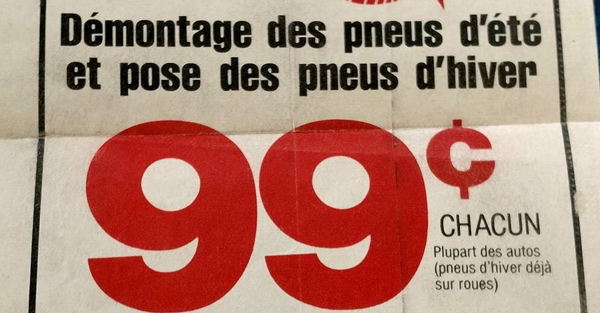 Démontage des pneus d'été
et pose des pneus d'hiver
99¢
CHACUN
Plupart des autos
(pneus d'hiver déjà
sur roues)